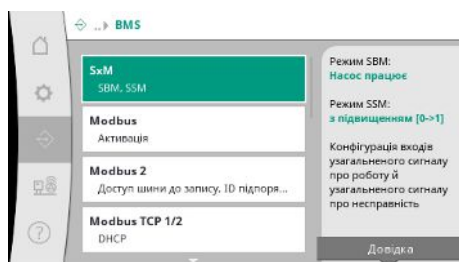 ..▸ BMS
SxM
SBM, SSM
Modbus
Активація
Modbus 2
Доступ шини до запису, ID підпоря...
Modbus TCP 1/2
DHCP
Режим SBM:
Насос працює
Режим SSM:
з підвищенням [0->1]
Конфігурація входів
узагальненого сигналу
про роботу й
узагальненого сигналу
про несправність
Довідка